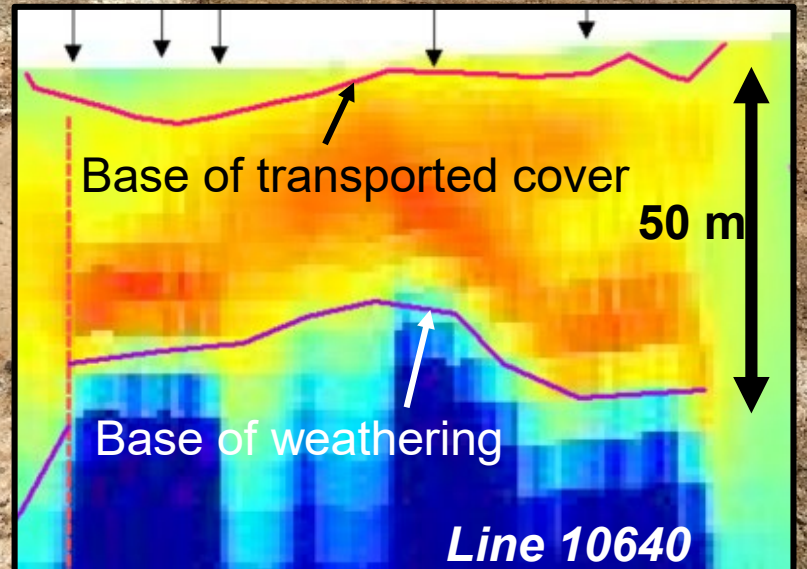 Base of transported cover
50 m
Base of weathering
Line 10640